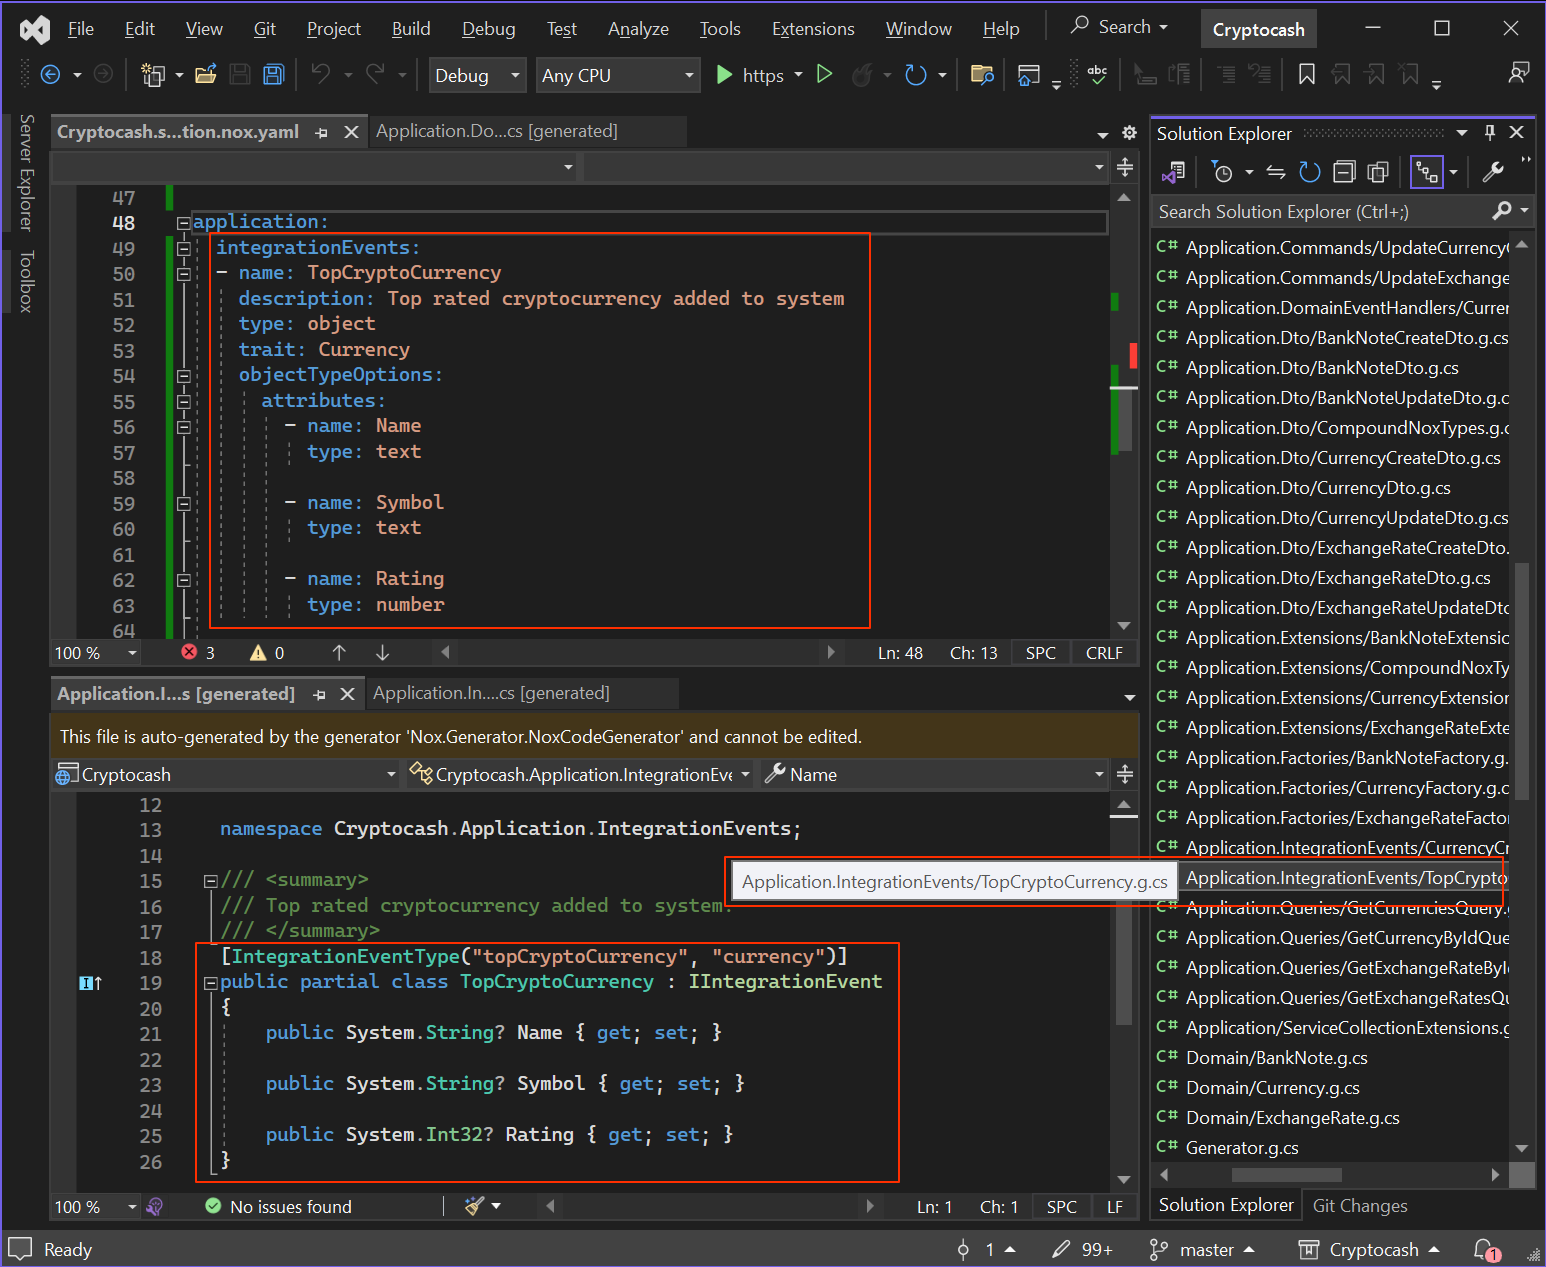 File Edit View Git Project Build Debug Test Analyze Tools Extensions Window Help Search Cryptocash
Debug Any CPU https abc
Server Explorer
Toolbox
Cryptocash.s...tion.nox.yaml Application.Do...cs [generated]
47
48 application:
49 integrationEvents:
50 - name: TopCryptoCurrency
51 description: Top rated cryptocurrency added to system
52 type: object
53 trait: Currency
54 objectTypeOptions:
55 attributes:
56 - name: Name
57 type: text
58
59 - name: Symbol
60 type: text
61
62 - name: Rating
63 type: number
64
100 % 3 0 Ln: 48 Ch: 13 SPC CRLF
Application.I...s [generated] Application.In....cs [generated]
This file is auto-generated by the generator 'Nox.Generator.NoxCodeGenerator' and cannot be edited.
Cryptocash Cryptocash.Application.IntegrationEve Name
12
13 namespace Cryptocash.Application.IntegrationEvents;
14
15 /// <summary>
16 /// Top rated cryptocurrency added to system.
17 /// </summary>
18 [IntegrationEventType("topCryptoCurrency", "currency")]
19 public partial class TopCryptoCurrency : IIntegrationEvent
20 {
21 public System.String? Name { get; set; }
22
23 public System.String? Symbol { get; set; }
24
25 public System.Int32? Rating { get; set; }
26 }
100 % No issues found Ln: 1 Ch: 1 SPC LF
Solution Explorer
Search Solution Explorer (Ctrl+;)
C# Application.Commands/UpdateCurrencyC
C# Application.Commands/UpdateExchange
C# Application.DomainEventHandlers/Currer
C# Application.Dto/BankNoteCreateDto.g.cs
C# Application.Dto/BankNoteDto.g.cs
C# Application.Dto/BankNoteUpdateDto.g.c
C# Application.Dto/CompoundNoxTypes.g.c
C# Application.Dto/CurrencyCreateDto.g.cs
C# Application.Dto/CurrencyDto.g.cs
C# Application.Dto/CurrencyUpdateDto.g.cs
C# Application.Dto/ExchangeRateCreateDto.
C# Application.Dto/ExchangeRateDto.g.cs
C# Application.Dto/ExchangeRateUpdateDto
C# Application.Extensions/BankNoteExtensio
C# Application.Extensions/CompoundNoxTy
C# Application.Extensions/CurrencyExtension
C# Application.Extensions/ExchangeRateExte
C# Application.Factories/BankNoteFactory.g.
C# Application.Factories/CurrencyFactory.g.c
C# Application.Factories/ExchangeRateFactor
C# Application.IntegrationEvents/CurrencyCr
Application.IntegrationEvents/TopCryptoCurrency.g.cs Application.IntegrationEvents/TopCrypto
C# Application.Queries/GetCurrenciesQuery.g
C# Application.Queries/GetCurrencyByIdQue
C# Application.Queries/GetExchangeRateById
C# Application.Queries/GetExchangeRatesQu
C# Application/ServiceCollectionExtensions.g
C# Domain/BankNote.g.cs
C# Domain/Currency.g.cs
C# Domain/ExchangeRate.g.cs
C# Generator.g.cs
Solution Explorer Git Changes
Ready 1 99+ master Cryptocash 1